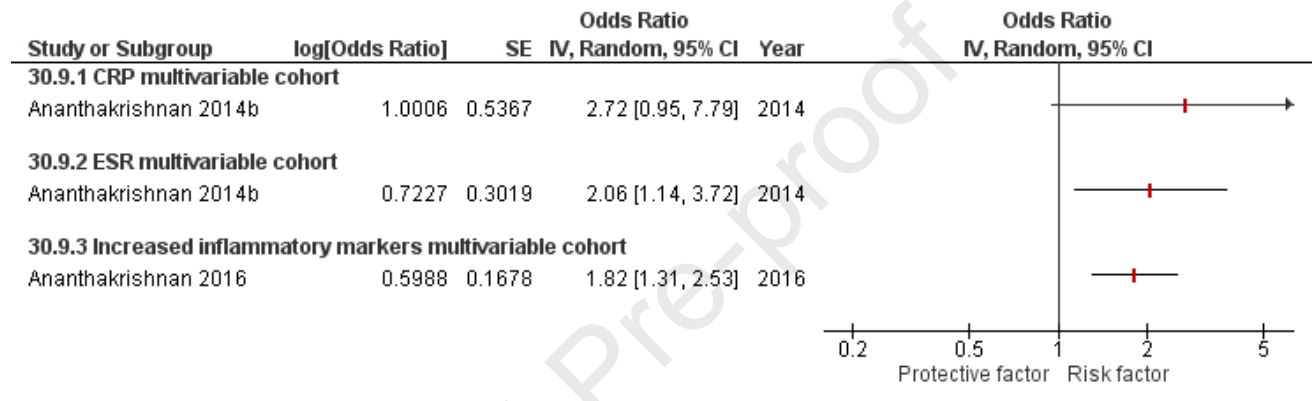 Odds Ratio Odds Ratio
Study or Subgroup log[Odds Ratio] SE IV, Random, 95% CI Year IV, Random, 95% CI
30.9.1 CRP multivariable cohort
Ananthakrishnan 2014b 1.0006 0.5367 2.72 [0.95, 7.79] 2014
30.9.2 ESR multivariable cohort
Ananthakrishnan 2014b 0.7227 0.3019 2.06 [1.14, 3.72] 2014
30.9.3 Increased inflammatory markers multivariable cohort
Ananthakrishnan 2016 0.5988 0.1678 1.82 [1.31, 2.53] 2016
0.2 0.5 1 2 5
Protective factor Risk factor
Pre-proof